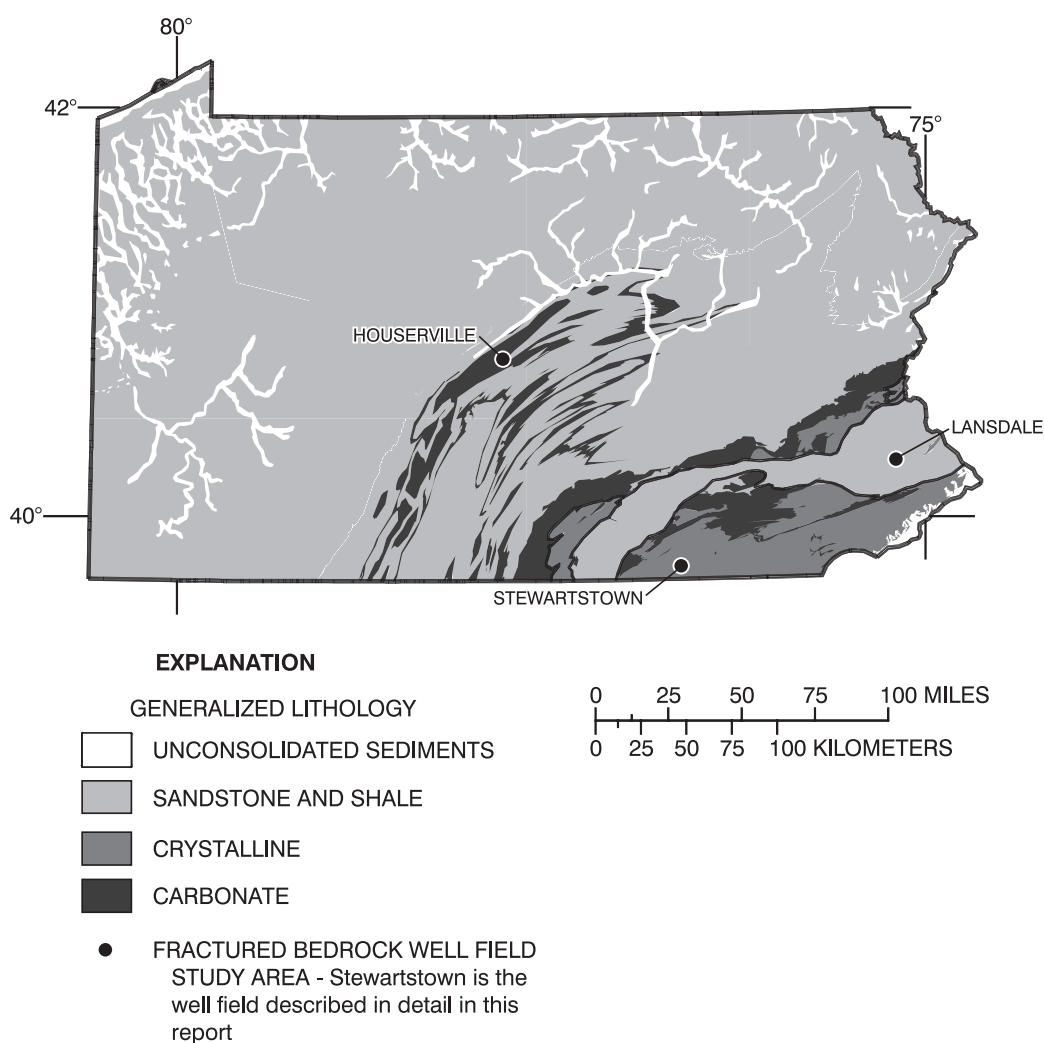 80°
42°
75°
HOUSERVILLE
LANSDALE
40°
STEWARTSTOWN
EXPLANATION
GENERALIZED LITHOLOGY
UNCONSOLIDATED SEDIMENTS
SANDSTONE AND SHALE
CRYSTALLINE
CARBONATE
FRACTURED BEDROCK WELL FIELD
STUDY AREA - Stewartstown is the
well field described in detail in this
report
0 25 50 75 100 MILES
0 25 50 75 100 KILOMETERS